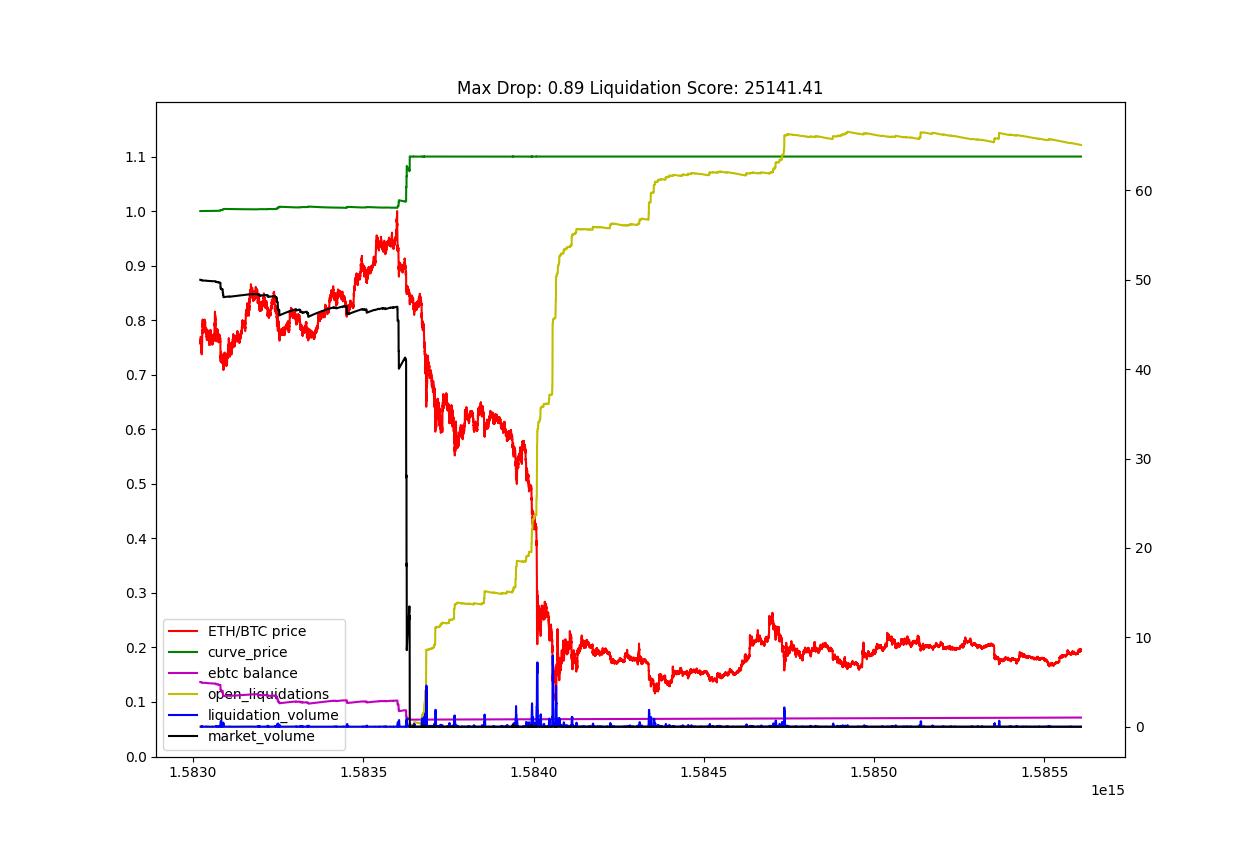 Max Drop: 0.89 Liquidation Score: 25141.41
1.1
1.0
0.9
0.8
0.7
0.6
0.5
0.4
0.3
0.2
0.1
0.0
60
50
40
30
20
10
0
ETH/BTC price
curve_price
ebtc balance
open_liquidations
liquidation_volume
market_volume
1.5830 1.5835 1.5840 1.5845 1.5850 1.5855
1e15